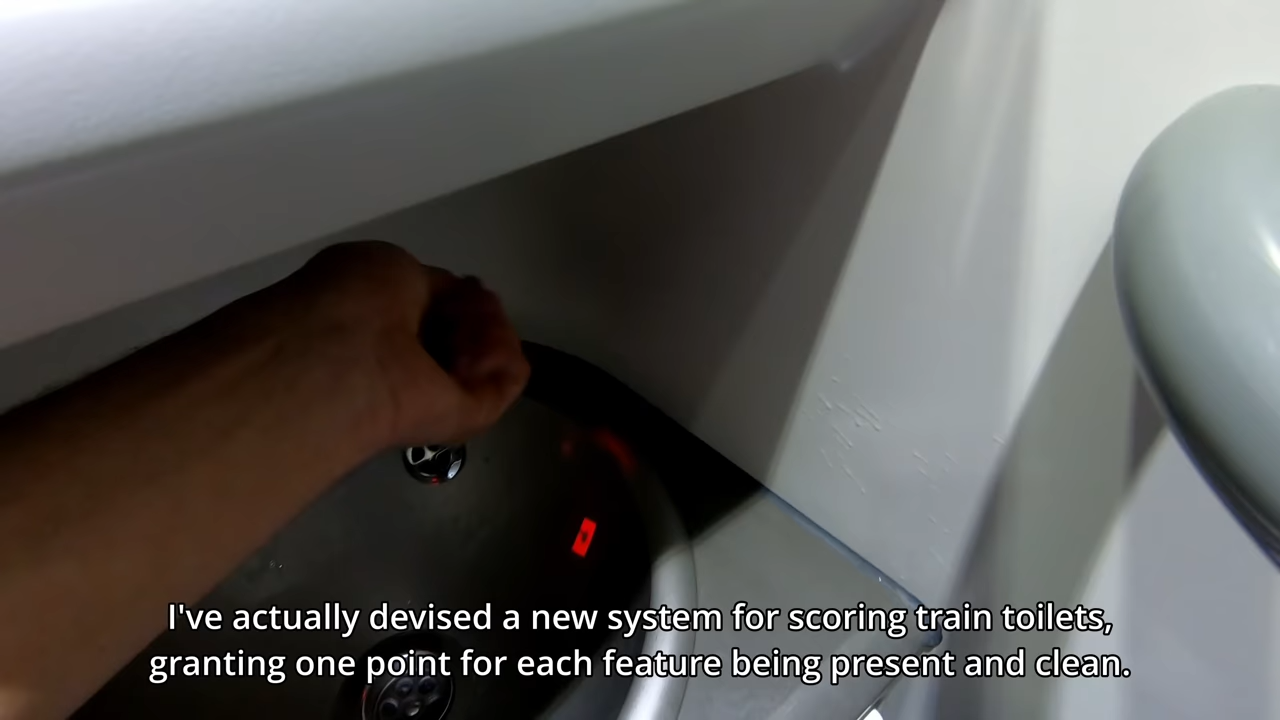 I've actually devised a new system for scoring train toilets,
granting one point for each feature being present and clean.